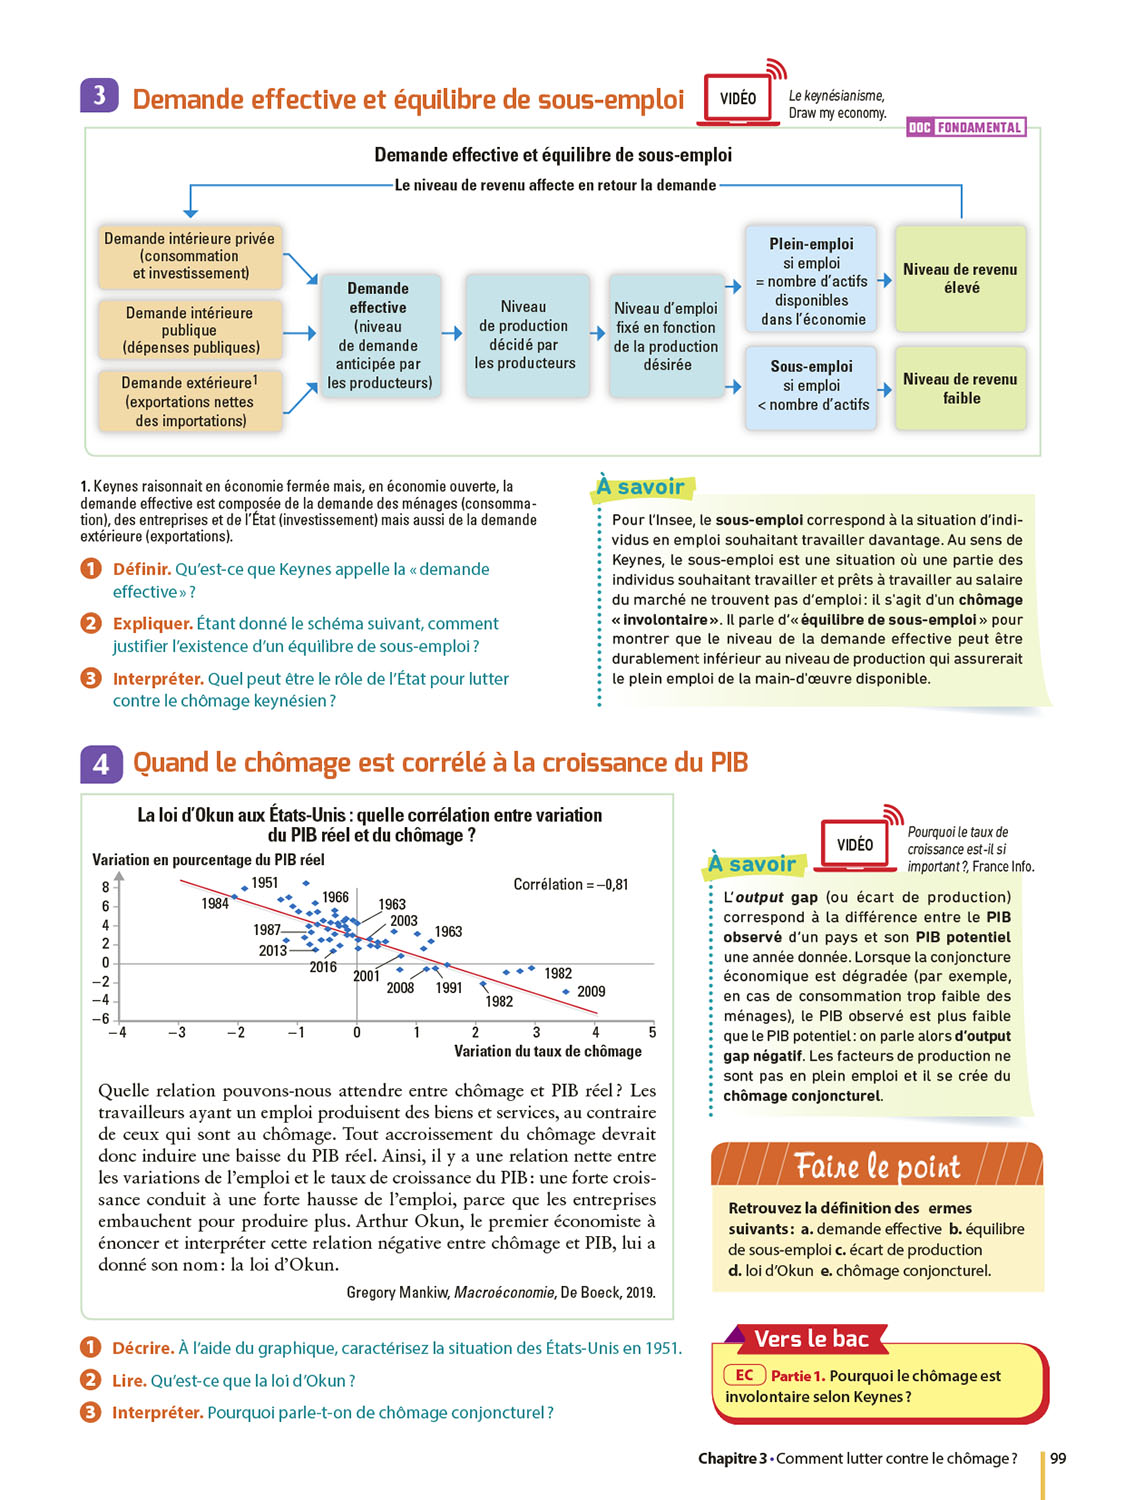 3 Demande effective et équilibre de sous-emploi
VIDÉO
Le keynésianisme,
Draw my economy.
DOC FONDAMENTAL
Demande effective et équilibre de sous-emploi
Le niveau de revenu affecte en retour la demande
Demande intérieure privée
(consommation
et investissement)
Demande intérieure
publique
(dépenses publiques)
Demande extérieure1
(exportations nettes
des importations)
Demande
effective
(niveau
de demande
anticipée par
les producteurs)
Niveau
de production
décidé par
les producteurs
Niveau d'emploi
fixé en fonction
de la production
désirée
Plein-emploi
si emploi
= nombre d'actifs
disponibles
dans l'économie
Sous-emploi
si emploi
< nombre d'actifs
Niveau de revenu
élevé
Niveau de revenu
faible
1. Keynes raisonnait en économie fermée mais, en économie ouverte, la
demande effective est composée de la demande des ménages (consomma-
tion), des entreprises et de l'État (investissement) mais aussi de la demande
extérieure (exportations).
1 Définir. Qu'est-ce que Keynes appelle la « demande
effective » ?
2 Expliquer. Étant donné le schéma suivant, comment
justifier l'existence d'un équilibre de sous-emploi ?
3 Interpréter. Quel peut être le rôle de l'État pour lutter
contre le chômage keynésien ?
À savoir
Pour l'Insee, le sous-emploi correspond à la situation d'indi-
vidus en emploi souhaitant travailler davantage. Au sens de
Keynes, le sous-emploi est une situation où une partie des
individus souhaitant travailler et prêts à travailler au salaire
du marché ne trouvent pas d'emploi : il s'agit d'un chômage
« involontaire ». Il parle d'« équilibre de sous-emploi » pour
montrer que le niveau de la demande effective peut être
durablement inférieur au niveau de production qui assurerait
le plein emploi de la main-d'œuvre disponible.
4 Quand le chômage est corrélé à la croissance du PIB
La loi d'Okun aux États-Unis : quelle corrélation entre variation
du PIB réel et du chômage ?
Variation en pourcentage du PIB réel
Corrélation = –0,81
8
6
4
2
0
–2
–4
–6
–4 –3 –2 –1 0 1 2 3 4 5
1951
1984
1966
1963
2003
1987
1963
2013
2016
2001
2008
1991
1982
1982
2009
Variation du taux de chômage
Quelle relation pouvons-nous attendre entre chômage et PIB réel ? Les
travailleurs ayant un emploi produisent des biens et services, au contraire
de ceux qui sont au chômage. Tout accroissement du chômage devrait
donc induire une baisse du PIB réel. Ainsi, il y a une relation nette entre
les variations de l'emploi et le taux de croissance du PIB : une forte crois-
sance conduit à une forte hausse de l'emploi, parce que les entreprises
embauchent pour produire plus. Arthur Okun, le premier économiste à
énoncer et interpréter cette relation négative entre chômage et PIB, lui a
donné son nom : la loi d'Okun.
Gregory Mankiw, Macroéconomie, De Boeck, 2019.
1 Décrire. À l'aide du graphique, caractérisez la situation des États-Unis en 1951.
2 Lire. Qu'est-ce que la loi d'Okun ?
3 Interpréter. Pourquoi parle-t-on de chômage conjoncturel ?
VIDÉO
Pourquoi le taux de
croissance est-il si
important ?, France Info.
À savoir
L'output gap (ou écart de production)
correspond à la différence entre le PIB
observé d'un pays et son PIB potentiel
une année donnée. Lorsque la conjoncture
économique est dégradée (par exemple,
en cas de consommation trop faible des
ménages), le PIB observé est plus faible
que le PIB potentiel : on parle alors d'output
gap négatif. Les facteurs de production ne
sont pas en plein emploi et il se crée du
chômage conjoncturel.
Faire le point
Retrouvez la définition des ermes
suivants : a. demande effective b. équilibre
de sous-emploi c. écart de production
d. loi d'Okun e. chômage conjoncturel.
Vers le bac
EC Partie 1. Pourquoi le chômage est
involontaire selon Keynes ?
Chapitre 3 • Comment lutter contre le chômage ? 99